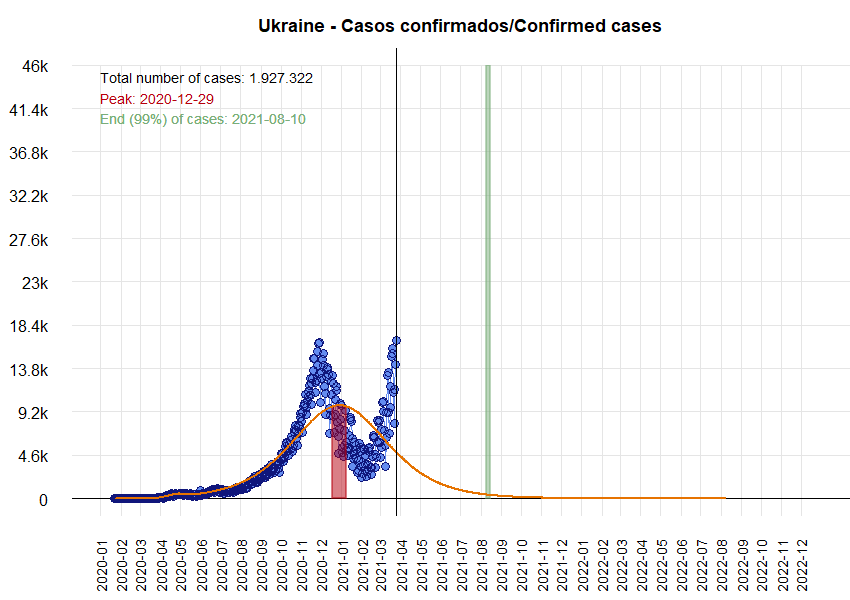 Ukraine - Casos confirmados/Confirmed cases
Total number of cases: 1.927.322
Peak: 2020-12-29
End (99%) of cases: 2021-08-10
46k
41.4k
36.8k
32.2k
27.6k
23k
18.4k
13.8k
9.2k
4.6k
0
2020-01
2020-02
2020-03
2020-04
2020-05
2020-06
2020-07
2020-08
2020-09
2020-10
2020-11
2020-12
2021-01
2021-02
2021-03
2021-04
2021-05
2021-06
2021-07
2021-08
2021-09
2021-10
2021-11
2021-12
2022-01
2022-02
2022-03
2022-04
2022-05
2022-06
2022-07
2022-08
2022-09
2022-10
2022-11
2022-12